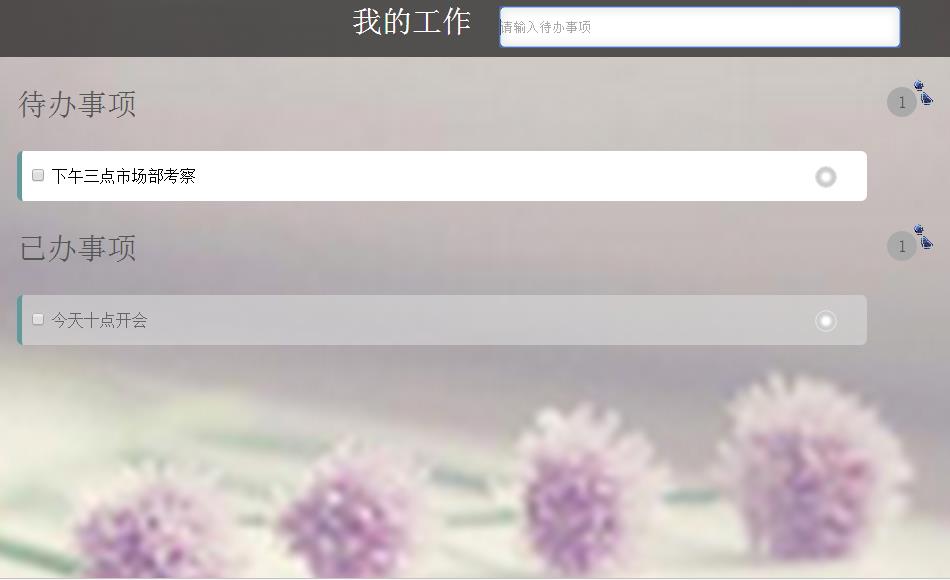 我的工作 请输入待办事项
待办事项 1
下午三点市场部考察
已办事项 1
今天十点开会